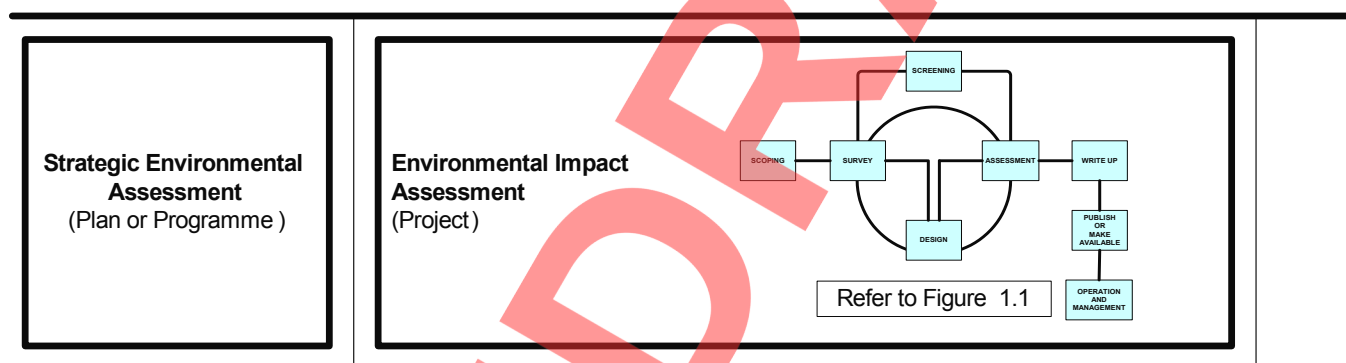 Strategic Environmental
Assessment
(Plan or Programme )
Environmental Impact
Assessment
(Project )
SCREENING
SCOPING
SURVEY
ASSESSMENT
WRITE UP
DESIGN
PUBLISH
OR
MAKE
AVAILABLE
OPERATION
AND
MANAGEMENT
Refer to Figure 1.1
DR